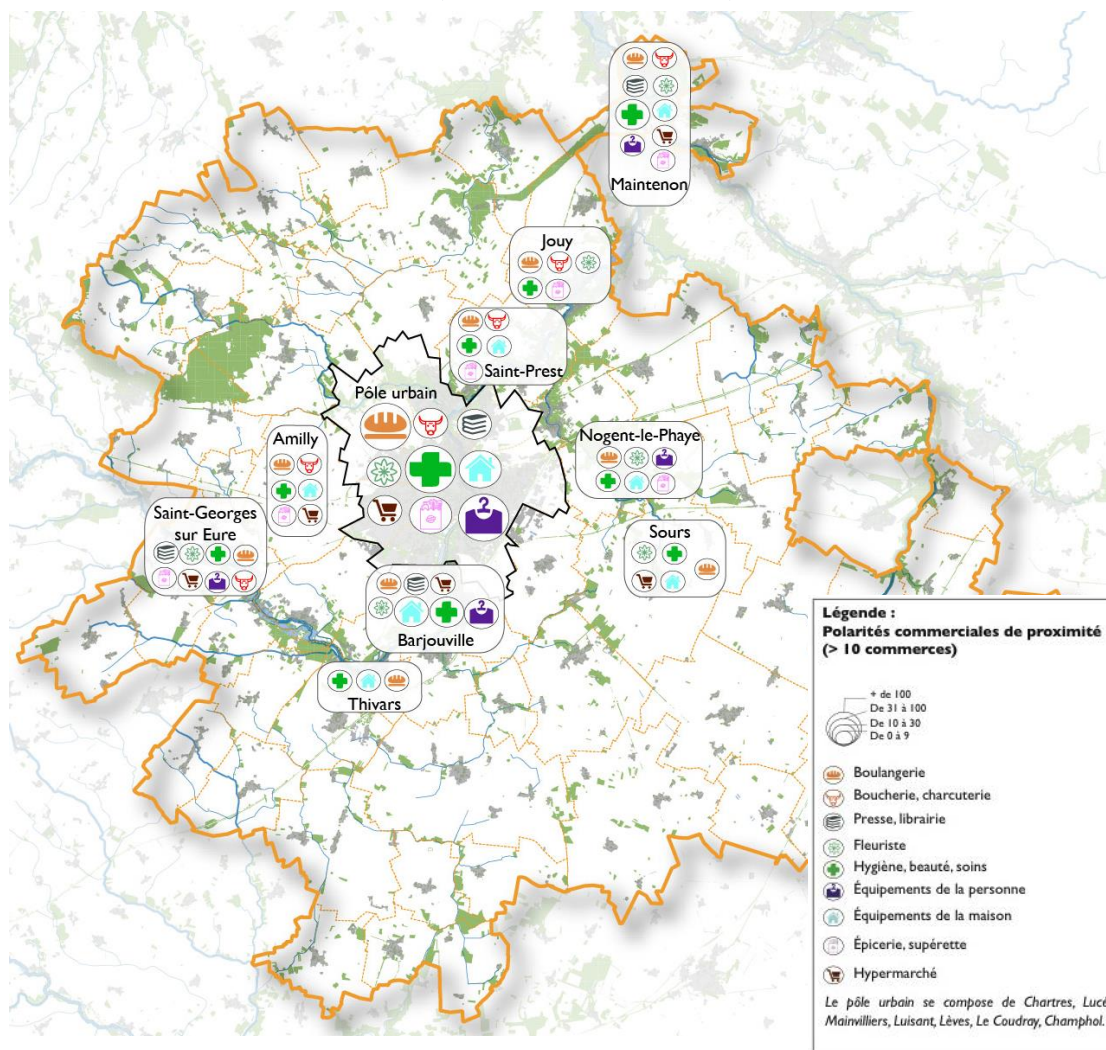 Maintenon
Jouy
Saint-Prest
Pôle urbain
Amilly
Nogent-le-Phaye
Saint-Georges
sur Eure
Sours
Barjouville
Thivars
Légende :
Polarités commerciales de proximité
(> 10 commerces)
+ de 100
De 31 à 100
De 10 à 30
De 0 à 9
Boulangerie
Boucherie, charcuterie
Presse, librairie
Fleuriste
Hygiène, beauté, soins
Équipements de la personne
Équipements de la maison
Épicerie, supérette
Hypermarché
Le pôle urbain se compose de Chartres, Lucé
Mainvilliers, Luisant, Lèves, Le Coudray, Champhol.